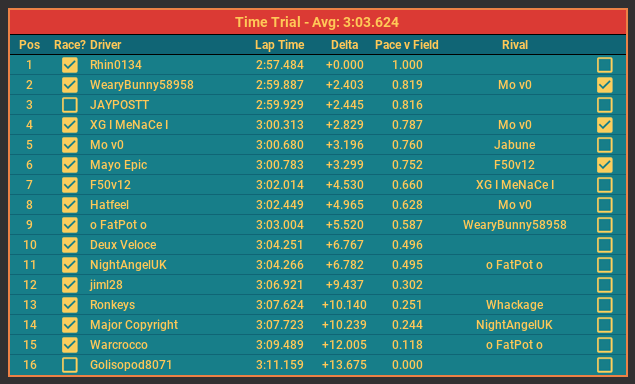 Time Trial - Avg: 3:03.624
Pos Race? Driver Lap Time Delta Pace v Field Rival
1 Rhin0134 2:57.484 +0.000 1.000
2 WearyBunny58958 2:59.887 +2.403 0.819 Mo v0
3 JAYPOSTT 2:59.929 +2.445 0.816
4 XG I MeNaCe I 3:00.313 +2.829 0.787 Mo v0
5 Mo v0 3:00.680 +3.196 0.760 Jabune
6 Mayo Epic 3:00.783 +3.299 0.752 F50v12
7 F50v12 3:02.014 +4.530 0.660 XG I MeNaCe I
8 Hatfeel 3:02.449 +4.965 0.628 Mo v0
9 o FatPot o 3:03.004 +5.520 0.587 WearyBunny58958
10 Deux Veloce 3:04.251 +6.767 0.496
11 NightAngelUK 3:04.266 +6.782 0.495 o FatPot o
12 jiml28 3:06.921 +9.437 0.302
13 Ronkeys 3:07.624 +10.140 0.251 Whackage
14 Major Copyright 3:07.723 +10.239 0.244 NightAngelUK
15 Warcrocco 3:09.489 +12.005 0.118 o FatPot o
16 Golisopod8071 3:11.159 +13.675 0.000